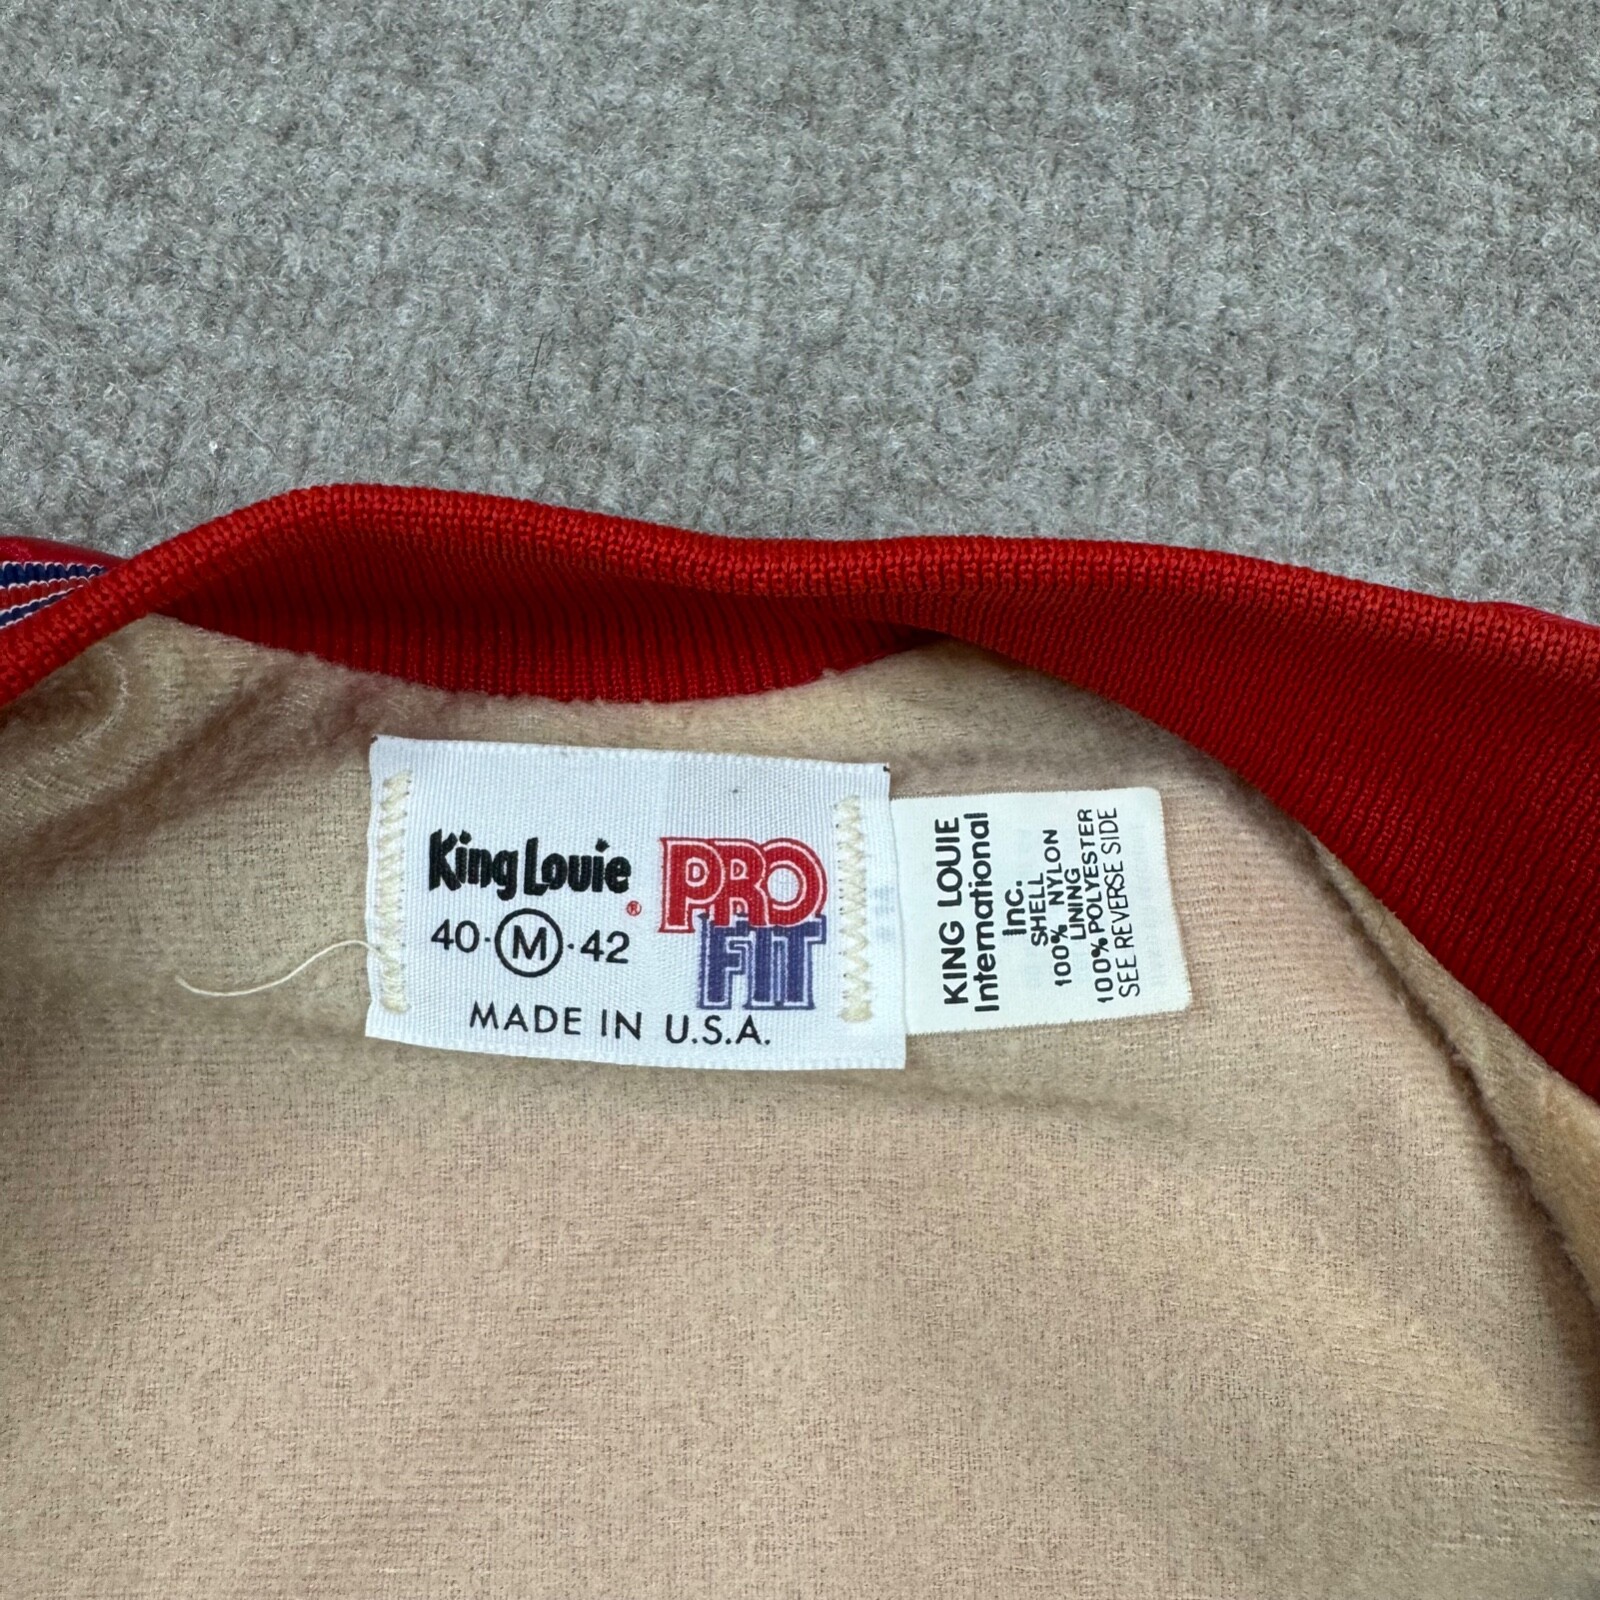 King Louie®
PRO
FIT
40·M·42
MADE IN U.S.A.
KING LOUIE
International
Inc.
SHELL
100% NYLON
LINING
100% POLYESTER
SEE REVERSE SIDE